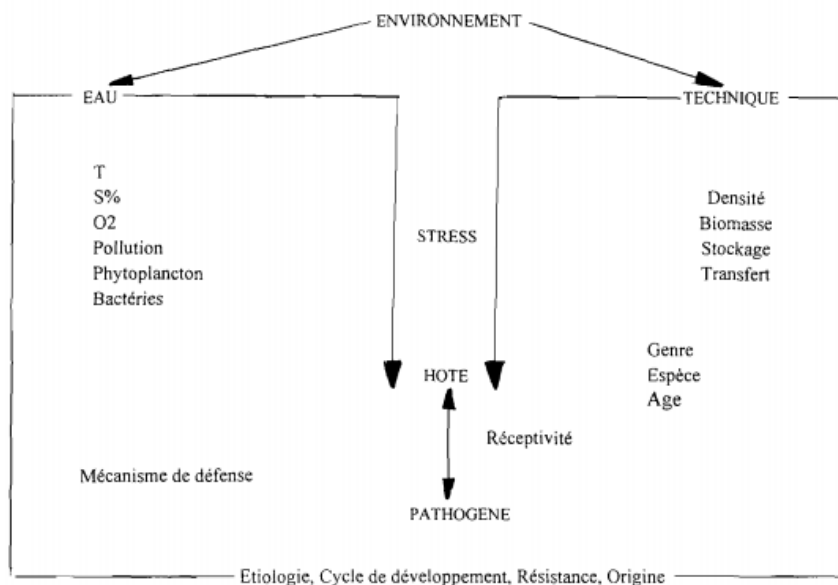 ENVIRONNEMENT
EAU
TECHNIQUE
T
S%
O2
Pollution
Phytoplancton
Bactéries
STRESS
Densité
Biomasse
Stockage
Transfert
Genre
Espèce
Age
HOTE
Réceptivité
Mécanisme de défense
PATHOGENE
Etiologie, Cycle de développement, Résistance, Origine